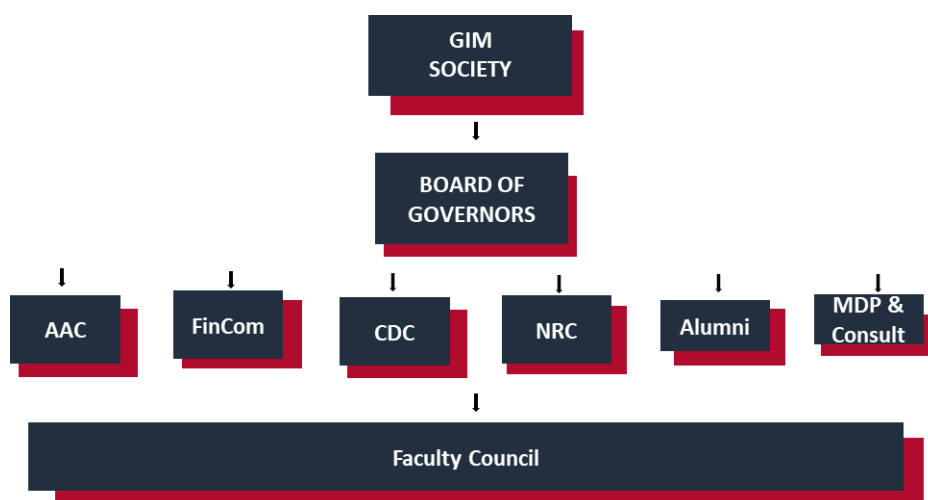 GIM
SOCIETY
BOARD OF
GOVERNORS
AAC
FinCom
CDC
NRC
Alumni
MDP &
Consult
Faculty Council